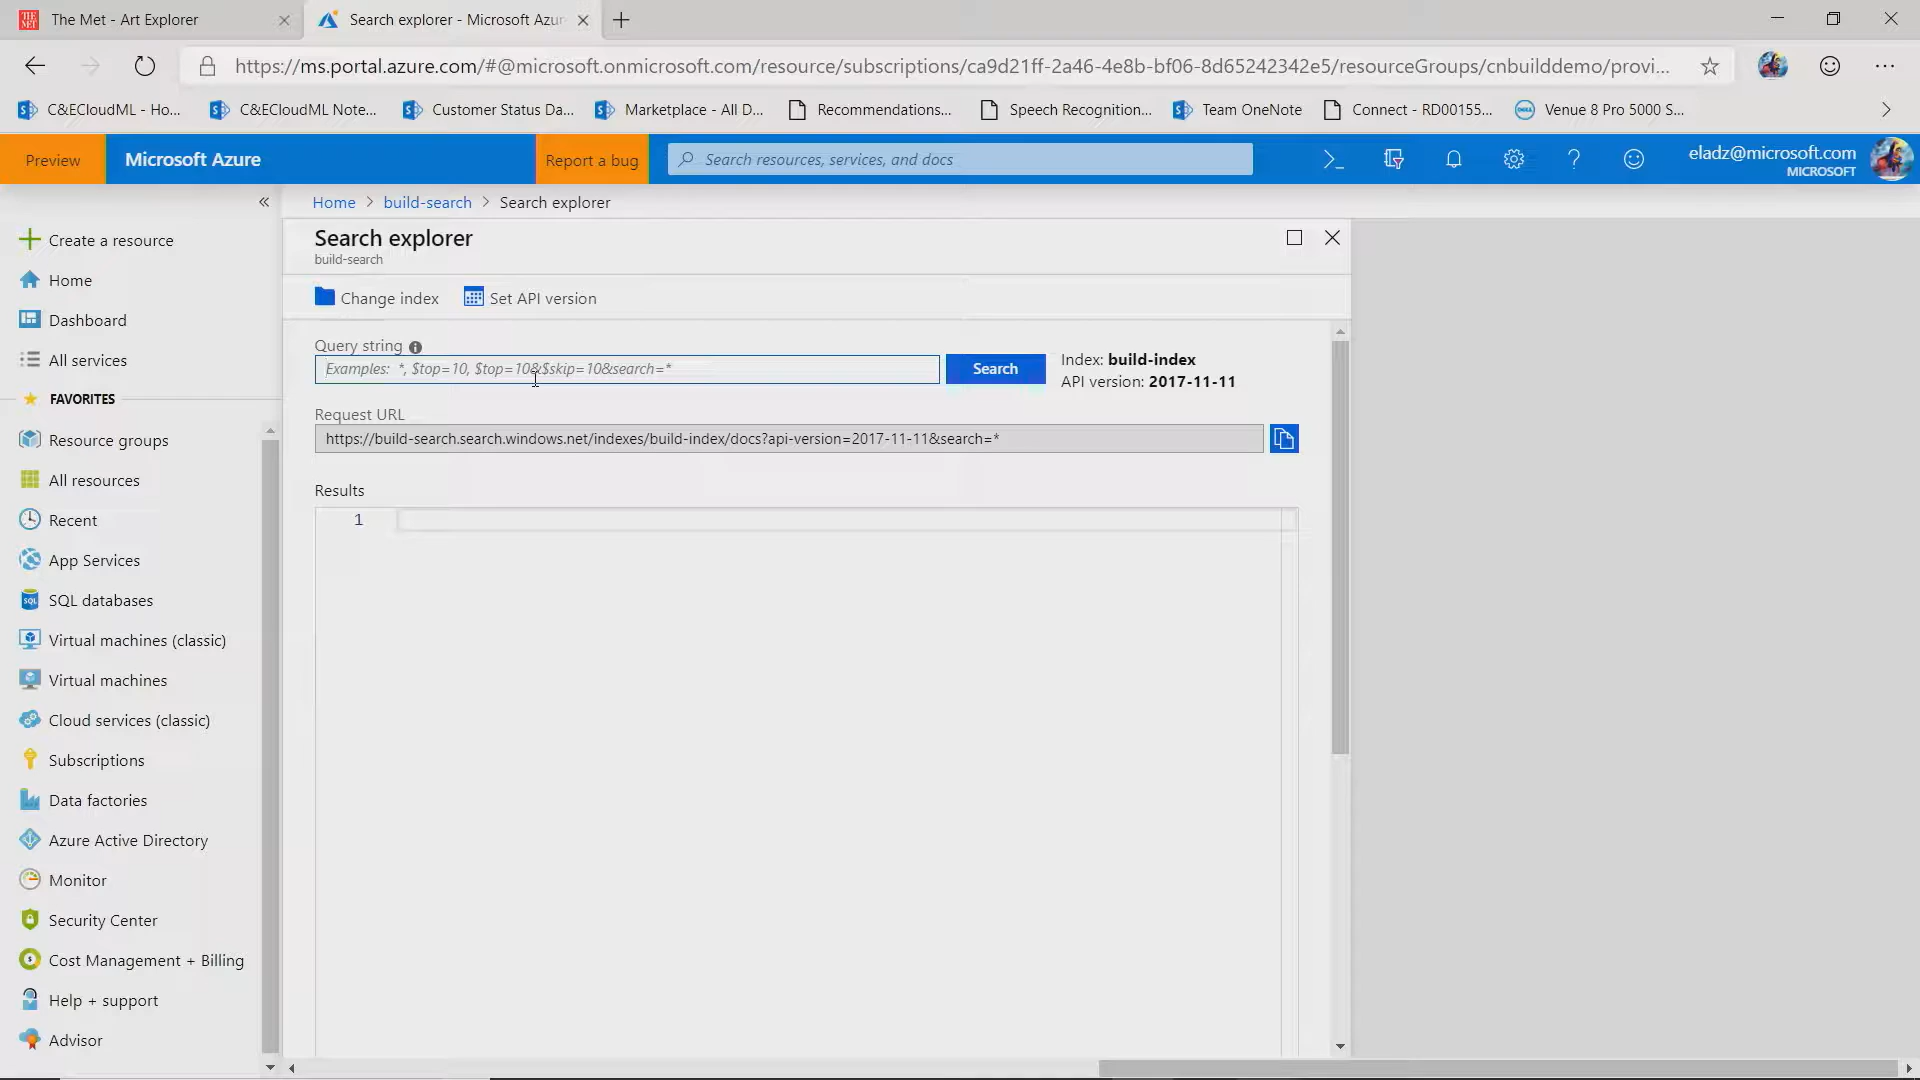 The Met - Art Explorer
Search explorer - Microsoft Azur
https://ms.portal.azure.com/#@microsoft.onmicrosoft.com/resource/subscriptions/ca9d21ff-2a46-4e8b-bf06-8d65242342e5/resourceGroups/cnbuilddemo/provi...
C&ECloudML - Ho...
C&ECloudML Note...
Customer Status Da...
Marketplace - All D...
Recommendations...
Speech Recognition...
Team OneNote
Connect - RD00155...
Venue 8 Pro 5000 S...
Preview
Microsoft Azure
Report a bug
Search resources, services, and docs
eladz@microsoft.com
MICROSOFT
Home > build-search > Search explorer
Create a resource
Home
Dashboard
All services
FAVORITES
Resource groups
All resources
Recent
App Services
SQL databases
Virtual machines (classic)
Virtual machines
Cloud services (classic)
Subscriptions
Data factories
Azure Active Directory
Monitor
Security Center
Cost Management + Billing
Help + support
Advisor
Search explorer
build-search
Change index
Set API version
Query string
Examples: *, $top=10, $top=10&$skip=10&search=*
Search
Index: build-index
API version: 2017-11-11
Request URL
https://build-search.search.windows.net/indexes/build-index/docs?api-version=2017-11-11&search=*
Results
1